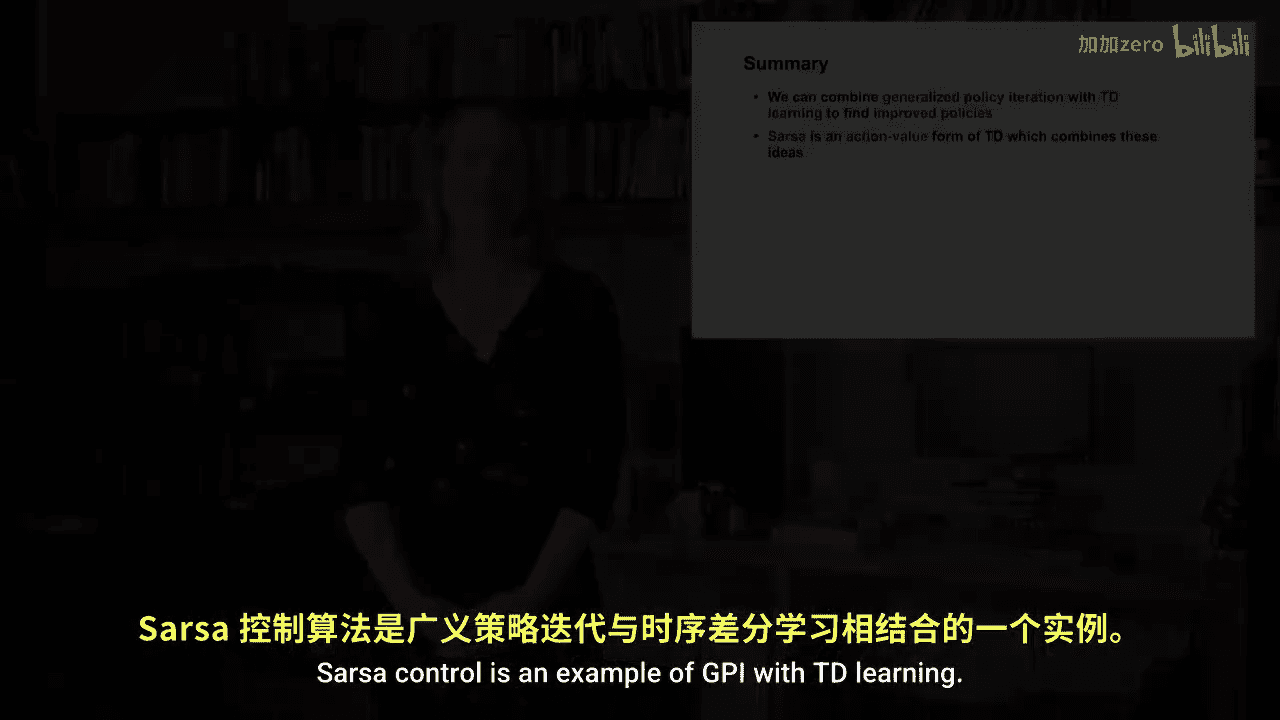 加加zero bilibili
Summary
• We can combine generalized policy iteration with TD
learning to find improved policies
• Sarsa is an action-value form of TD which combines these
ideas
Sarsa 控制算法是广义策略迭代与时序差分学习相结合的一个实例。
Sarsa control is an example of GPI with TD learning.